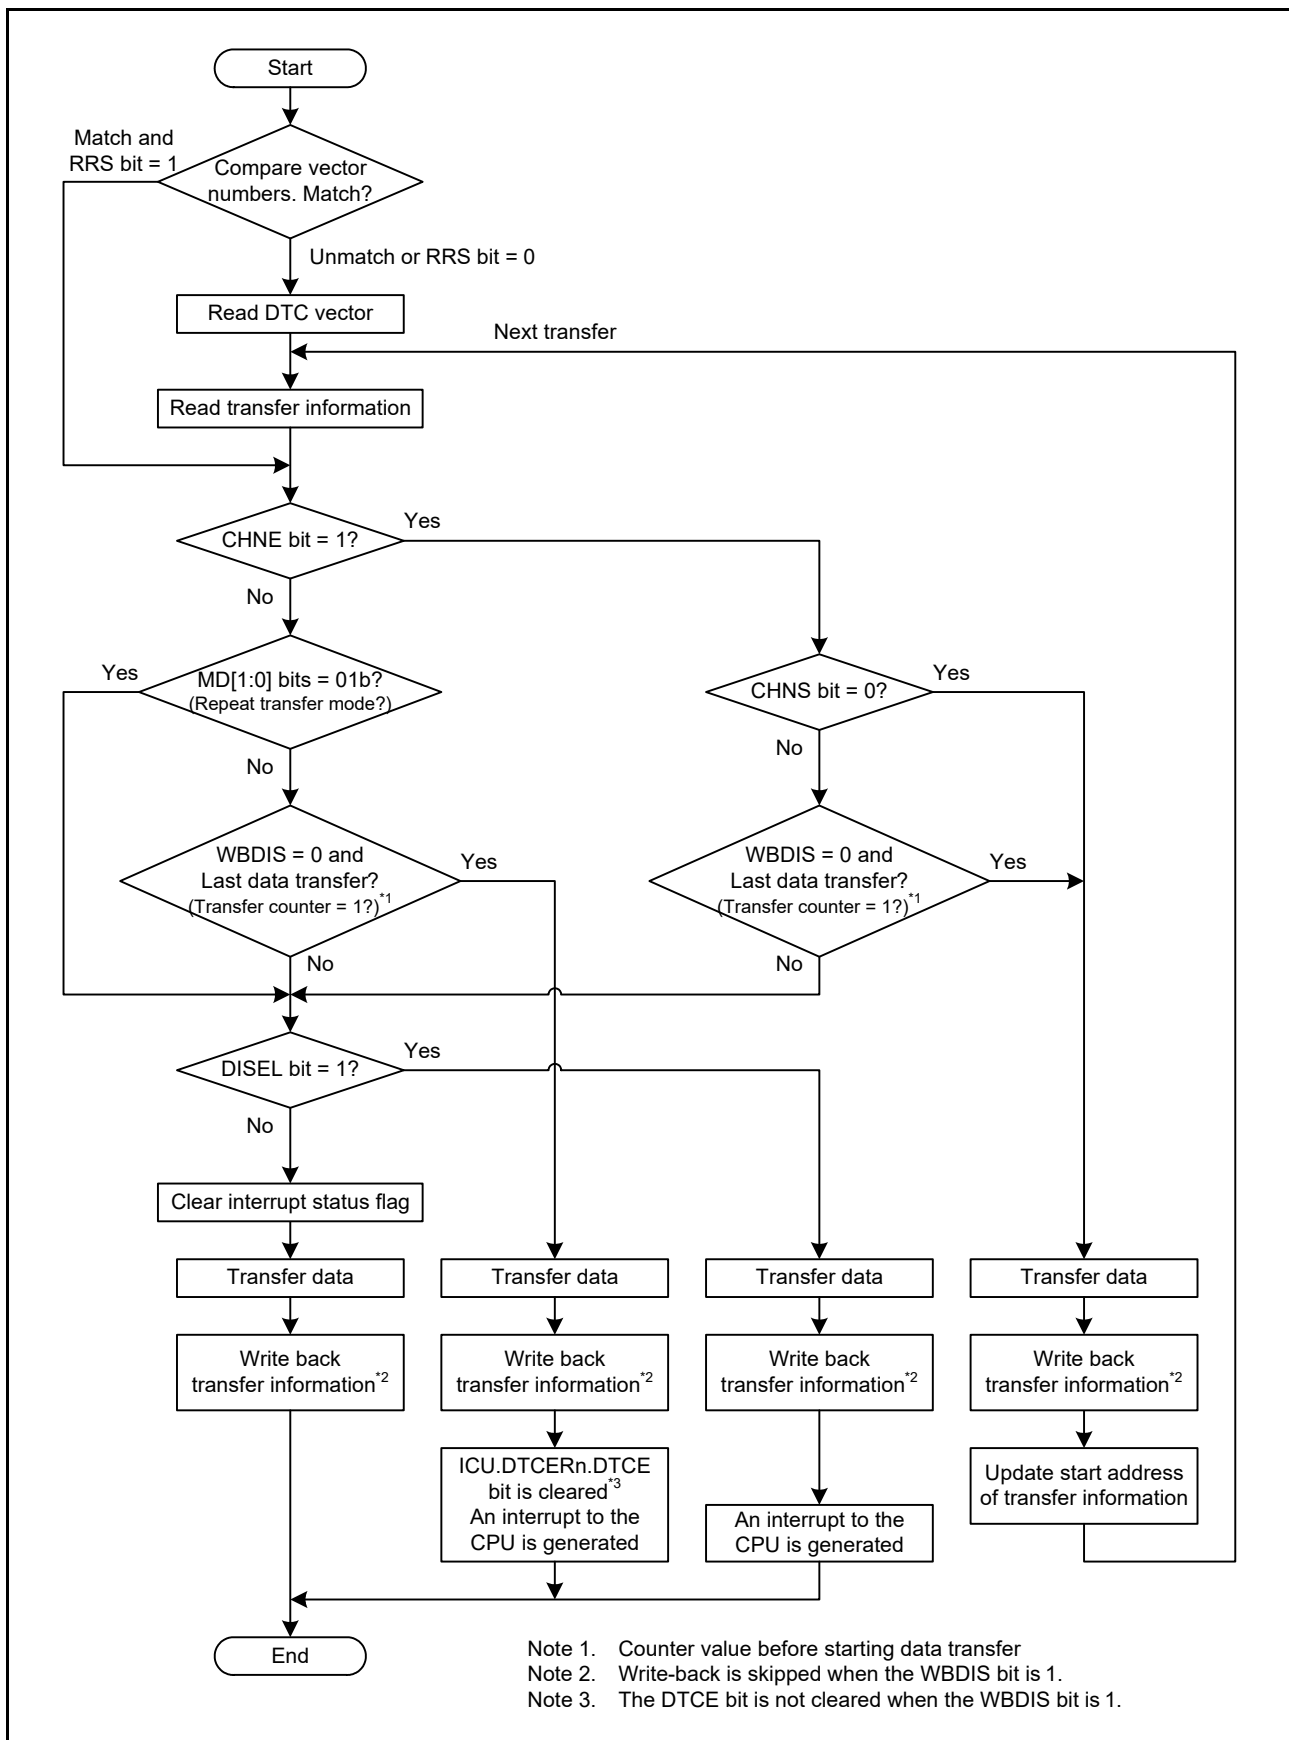 Start
Match and
RRS bit = 1
Compare vector
numbers. Match?
Unmatch or RRS bit = 0
Read DTC vector
Next transfer
Read transfer information
CHNE bit = 1?
Yes
No
Yes
MD[1:0] bits = 01b?
(Repeat transfer mode?)
No
CHNS bit = 0?
Yes
No
WBDIS = 0 and
Last data transfer?
(Transfer counter = 1?)*1
Yes
No
WBDIS = 0 and
Last data transfer?
(Transfer counter = 1?)*1
Yes
No
DISEL bit = 1?
Yes
No
Clear interrupt status flag
Transfer data
Transfer data
Transfer data
Transfer data
Write back
transfer information*2
Write back
transfer information*2
Write back
transfer information*2
Write back
transfer information*2
ICU.DTCERn.DTCE
bit is cleared*3
An interrupt to the
CPU is generated
An interrupt to the
CPU is generated
Update start address
of transfer information
End
Note 1. Counter value before starting data transfer
Note 2. Write-back is skipped when the WBDIS bit is 1.
Note 3. The DTCE bit is not cleared when the WBDIS bit is 1.